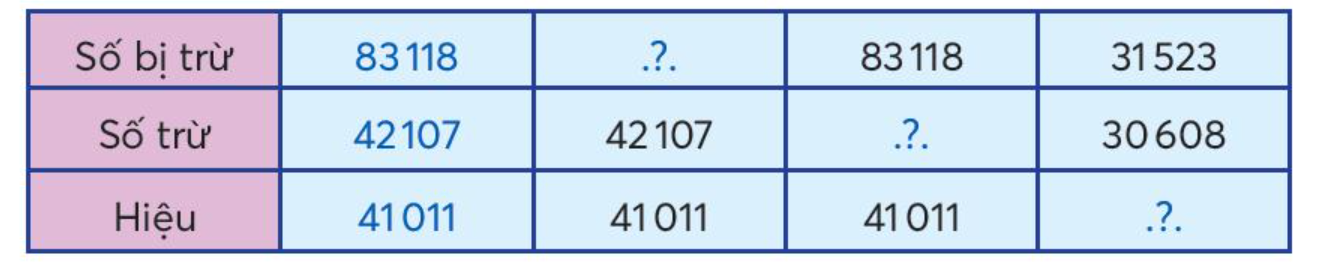 Số bị trừ 83 118 .?. 83 118 31 523
Số trừ 42 107 42 107 .?. 30 608
Hiệu 41 011 41 011 41 011 .?.